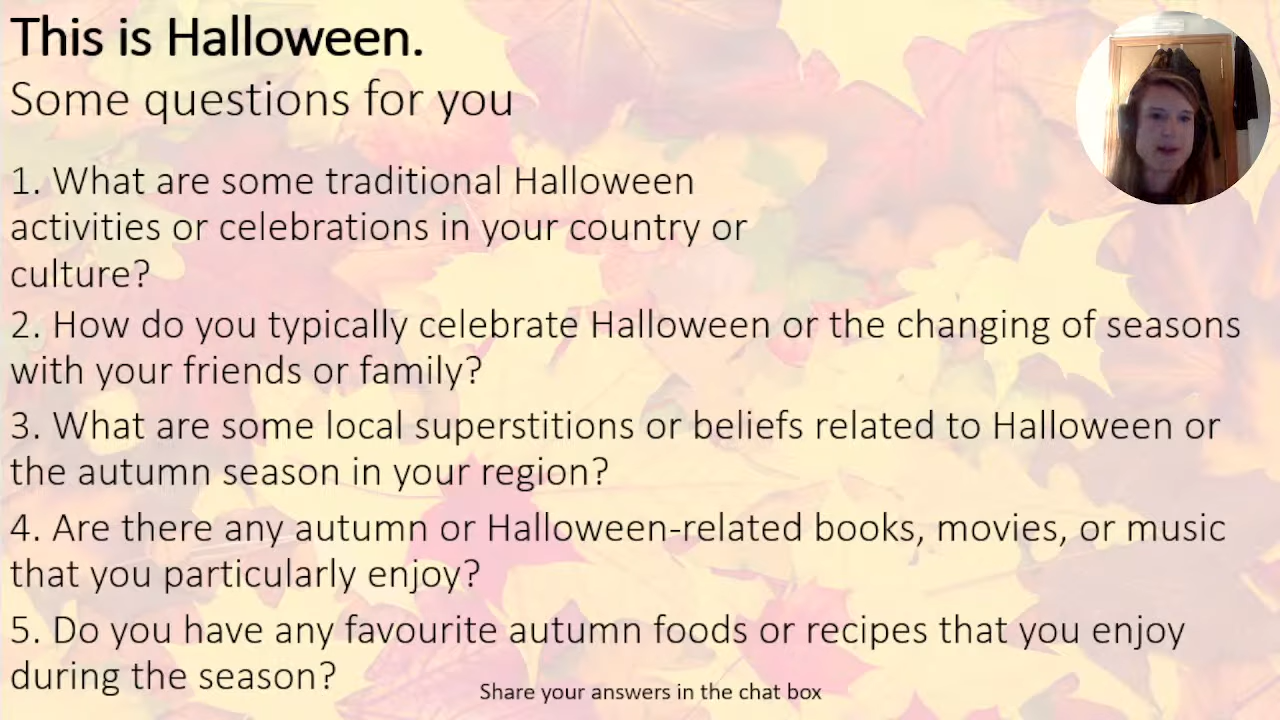 This is Halloween.
Some questions for you
1. What are some traditional Halloween
activities or celebrations in your country or
culture?
2. How do you typically celebrate Halloween or the changing of seasons
with your friends or family?
3. What are some local superstitions or beliefs related to Halloween or
the autumn season in your region?
4. Are there any autumn or Halloween-related books, movies, or music
that you particularly enjoy?
5. Do you have any favourite autumn foods or recipes that you enjoy
during the season?
Share your answers in the chat box